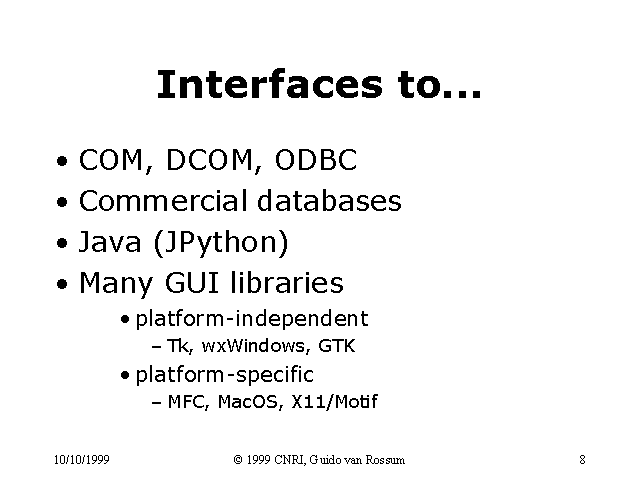 Interfaces to...
• COM, DCOM, ODBC
• Commercial databases
• Java (JPython)
• Many GUI libraries
• platform-independent
– Tk, wxWindows, GTK
• platform-specific
– MFC, MacOS, X11/Motif
10/10/1999 © 1999 CNRI, Guido van Rossum 8